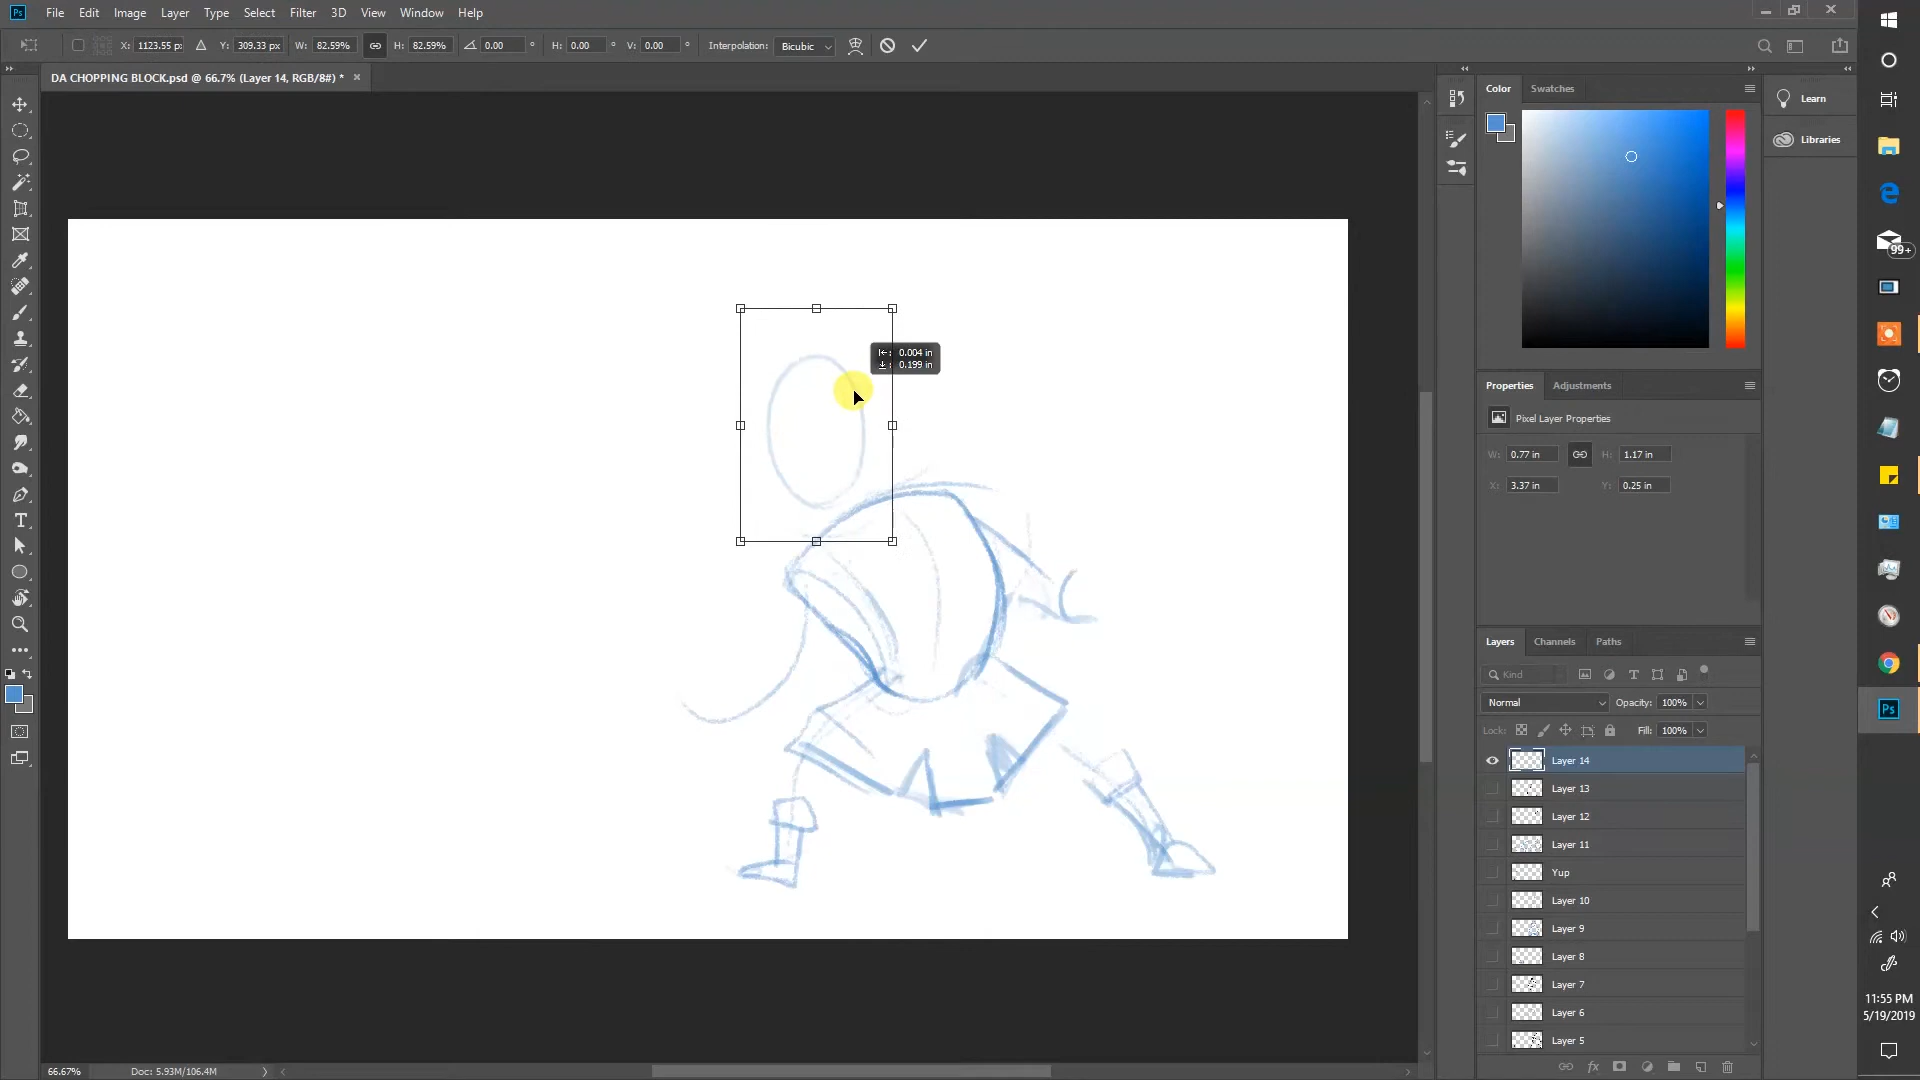 Ps File Edit Image Layer Type Select Filter 3D View Window Help
X: 1123.55 px Y: 309.33 px W: 82.59% H: 82.59% 0.00 ° H: 0.00 ° V: 0.00 ° Interpolation: Bicubic
DA CHOPPING BLOCK.psd @ 66.7% (Layer 14, RGB/8#) * ×
Color Swatches
Learn
Libraries
99+
: 0.004 in
: 0.199 in
Properties Adjustments
Pixel Layer Properties
W: 0.77 in H: 1.17 in
X: 3.37 in Y: 0.25 in
Layers Channels Paths
Kind
Normal Opacity: 100%
Lock: Fill: 100%
Layer 14
Layer 13
Layer 12
Layer 11
Yup
Layer 10
Layer 9
Layer 8
Layer 7
Layer 6
Layer 5
Ps
11:55 PM
5/19/2019
66.67% Doc: 5.93M/106.4M
fx